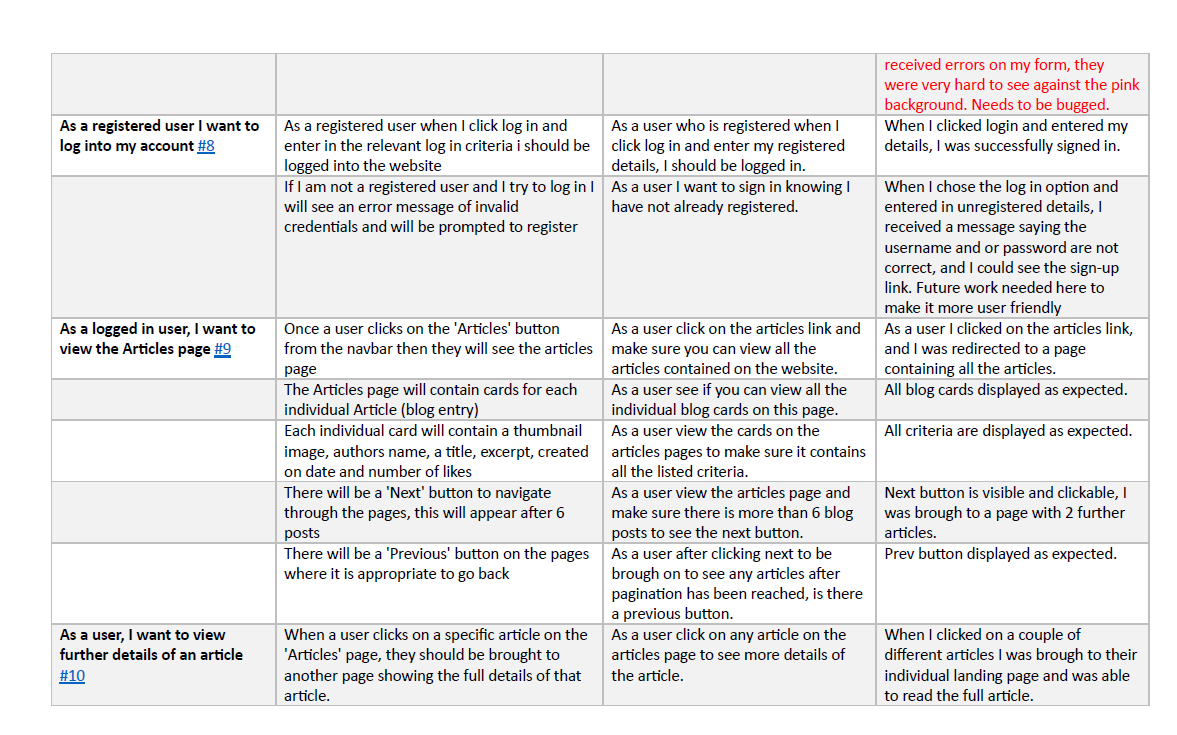 received errors on my form, they
were very hard to see against the pink
background. Needs to be bugged.
As a registered user I want to
log into my account #8
As a registered user when I click log in and
enter in the relevant log in criteria i should be
logged into the website
As a user who is registered when I
click log in and enter my registered
details, I should be logged in.
When I clicked login and entered my
details, I was successfully signed in.
If I am not a registered user and I try to log in I
will see an error message of invalid
credentials and will be prompted to register
As a user I want to sign in knowing I
have not already registered.
When I chose the log in option and
entered in unregistered details, I
received a message saying the
username and or password are not
correct, and I could see the sign-up
link. Future work needed here to
make it more user friendly
As a logged in user, I want to
view the Articles page #9
Once a user clicks on the 'Articles' button
from the navbar then they will see the articles
page
As a user click on the articles link and
make sure you can view all the
articles contained on the website.
As a user I clicked on the articles link,
and I was redirected to a page
containing all the articles.
The Articles page will contain cards for each
individual Article (blog entry)
As a user see if you can view all the
individual blog cards on this page.
All blog cards displayed as expected.
Each individual card will contain a thumbnail
image, authors name, a title, excerpt, created
on date and number of likes
As a user view the cards on the
articles pages to make sure it contains
all the listed criteria.
All criteria are displayed as expected.
There will be a 'Next' button to navigate
through the pages, this will appear after 6
posts
As a user view the articles page and
make sure there is more than 6 blog
posts to see the next button.
Next button is visible and clickable, I
was brough to a page with 2 further
articles.
There will be a 'Previous' button on the pages
where it is appropriate to go back
As a user after clicking next to be
brough on to see any articles after
pagination has been reached, is there
a previous button.
Prev button displayed as expected.
As a user, I want to view
further details of an article
#10
When a user clicks on a specific article on the
'Articles' page, they should be brought to
another page showing the full details of that
article.
As a user click on any article on the
articles page to see more details of
the article.
When I clicked on a couple of
different articles I was brough to their
individual landing page and was able
to read the full article.